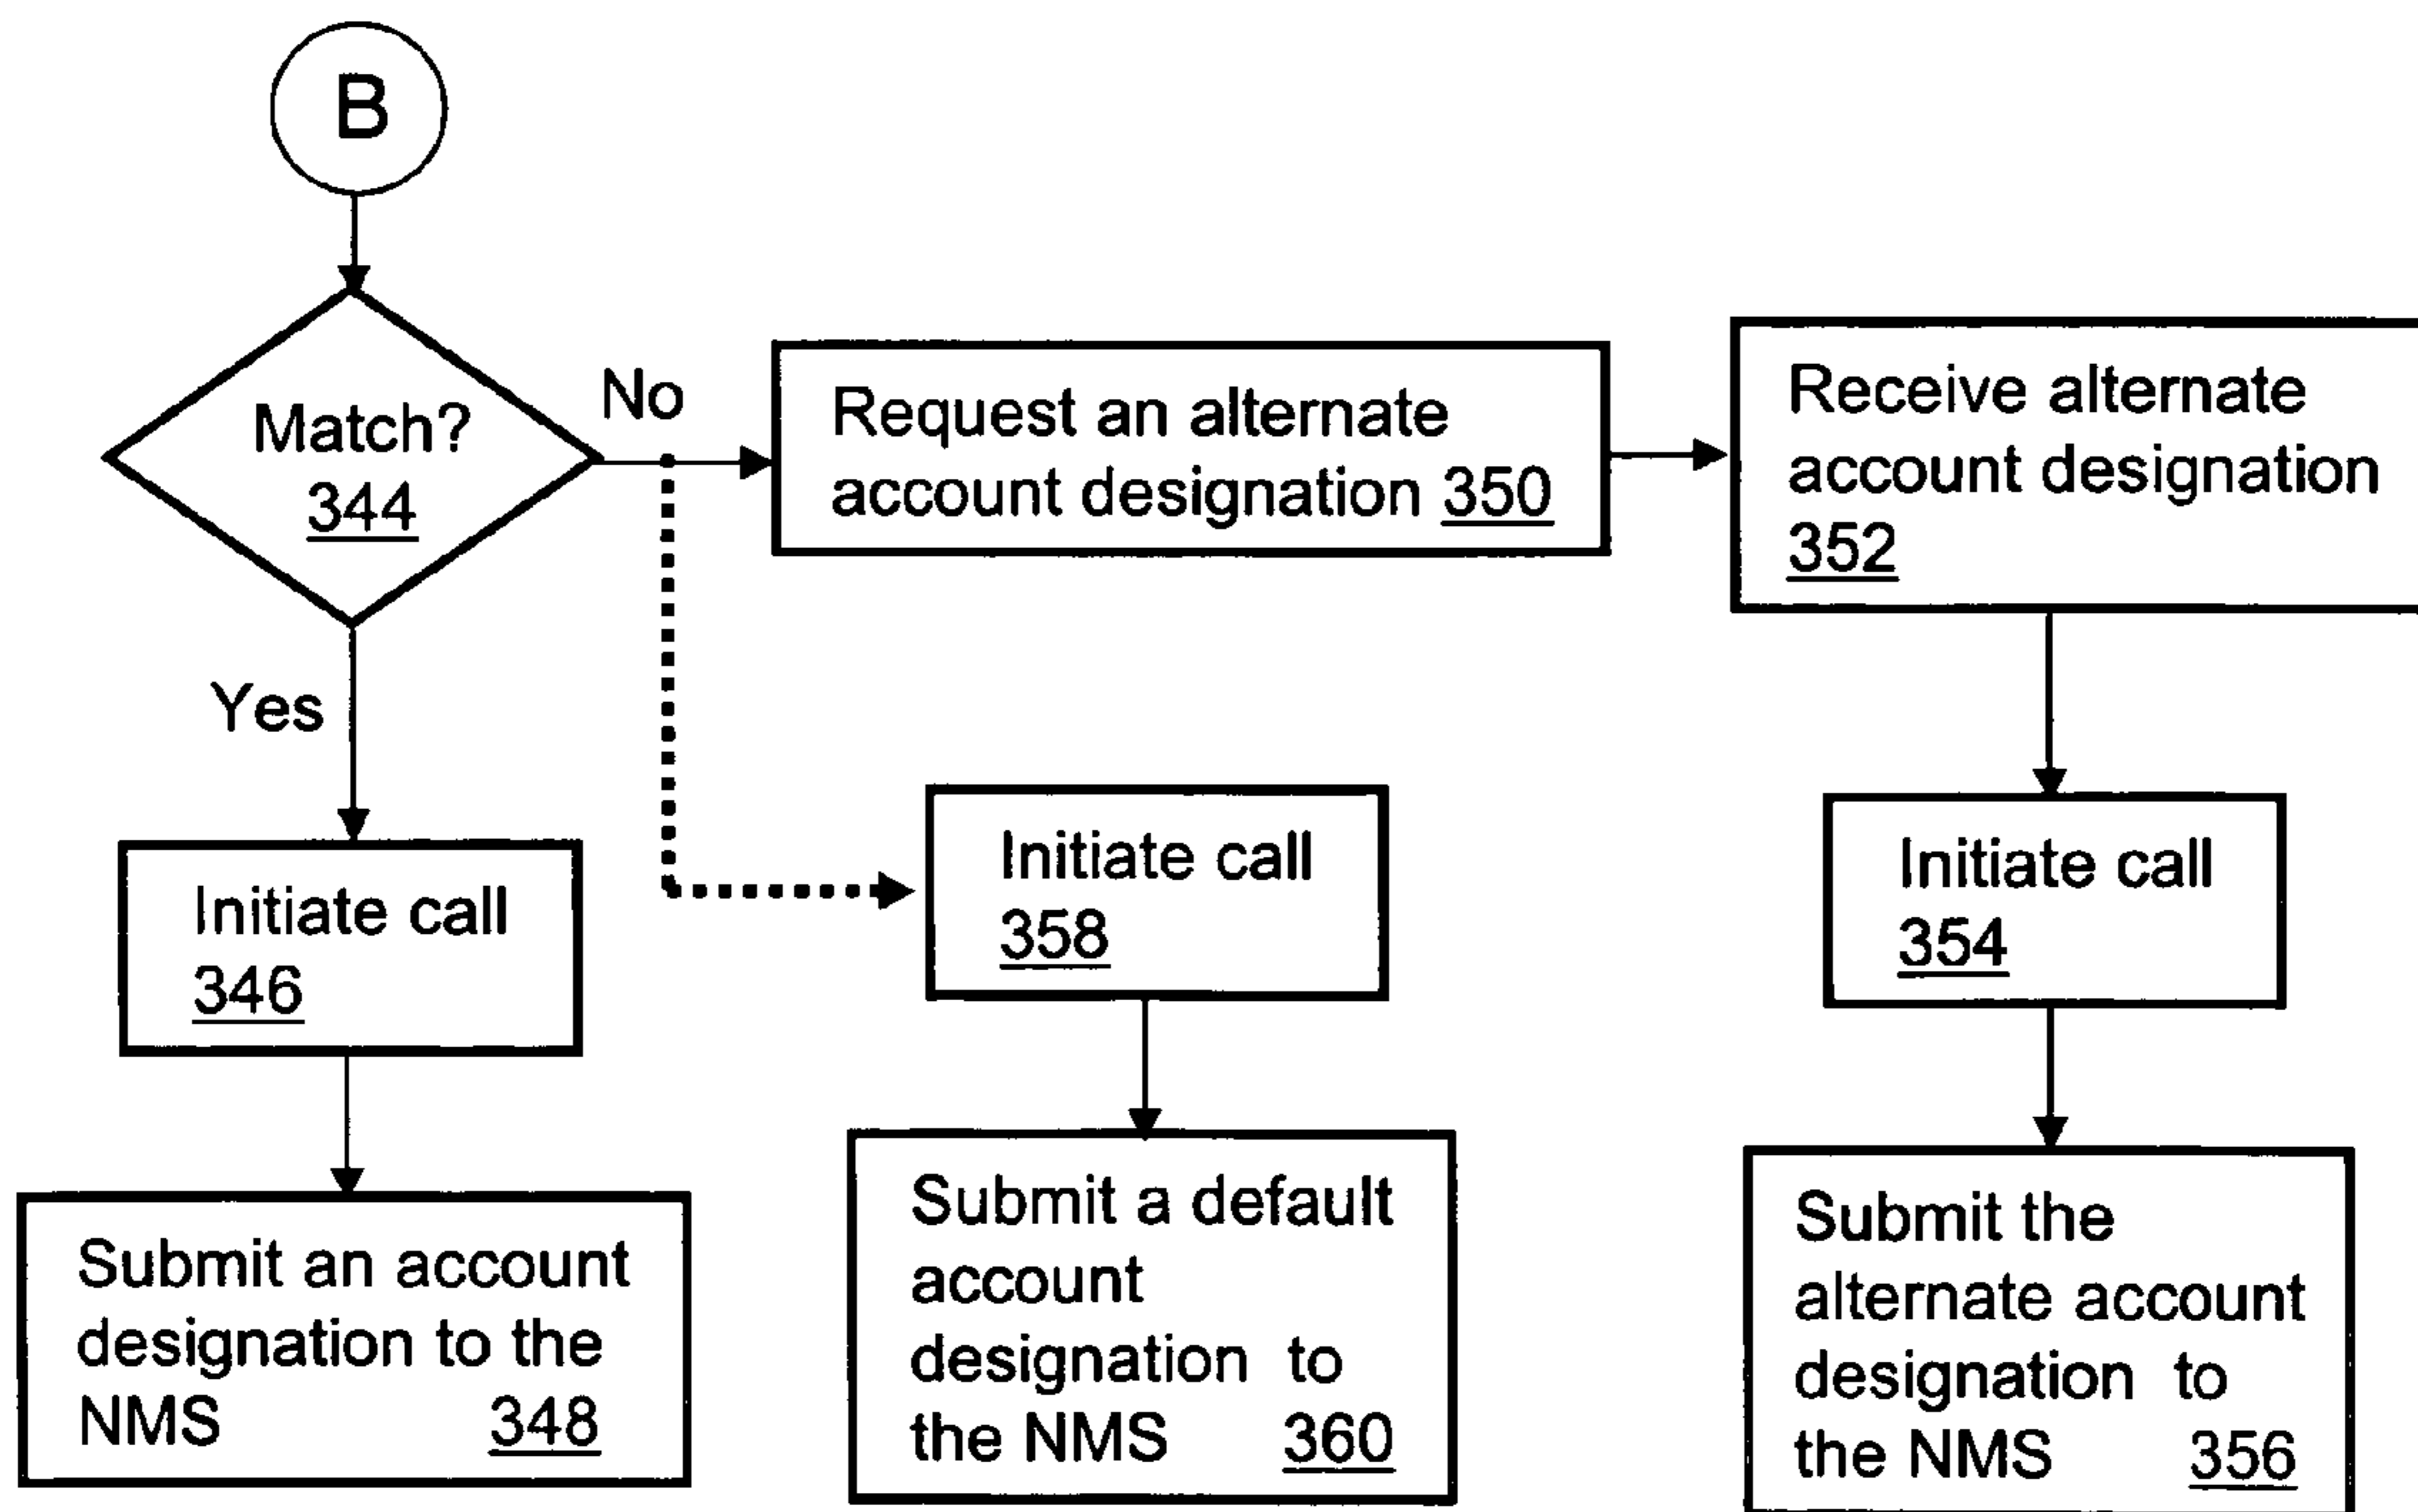 B
Match?
344
No
Yes
Request an alternate
account designation 350
Receive alternate
account designation
352
Initiate call
346
Initiate call
358
Initiate call
354
Submit an account
designation to the
NMS 348
Submit a default
account
designation to
the NMS 360
Submit the
alternate account
designation to
the NMS 356